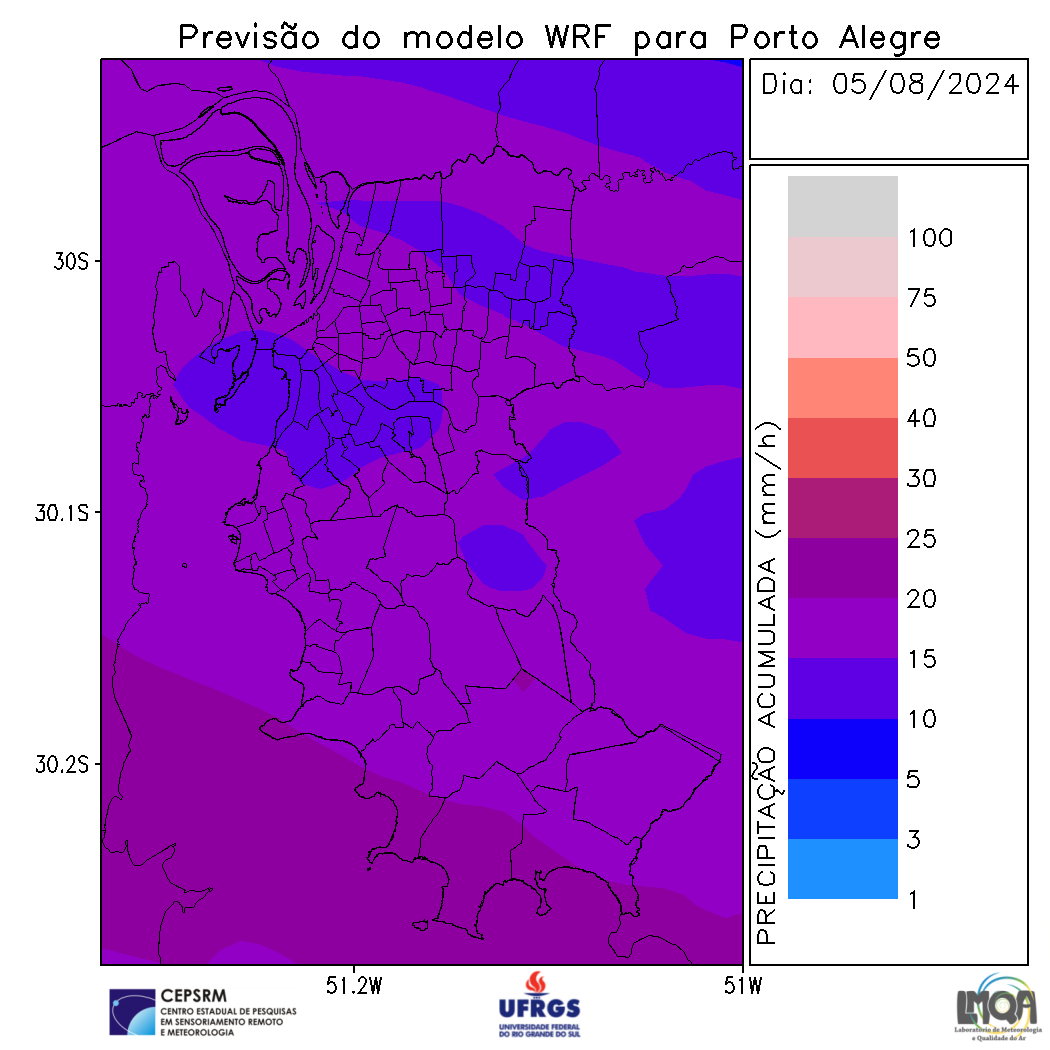 Previsão do modelo WRF para Porto Alegre
Dia: 05/08/2024
30S
30.1S
30.2S
51.2W
51W
PRECIPITAÇÃO ACUMULADA (mm/h)
100
75
50
40
30
25
20
15
10
5
3
1
CEPSRM
CENTRO ESTADUAL DE PESQUISAS
EM SENSORIAMENTO REMOTO
E METEOROLOGIA
UFRGS
UNIVERSIDADE FEDERAL
DO RIO GRANDE DO SUL
LMQA
Laboratório de Meteorologia
e Qualidade do Ar